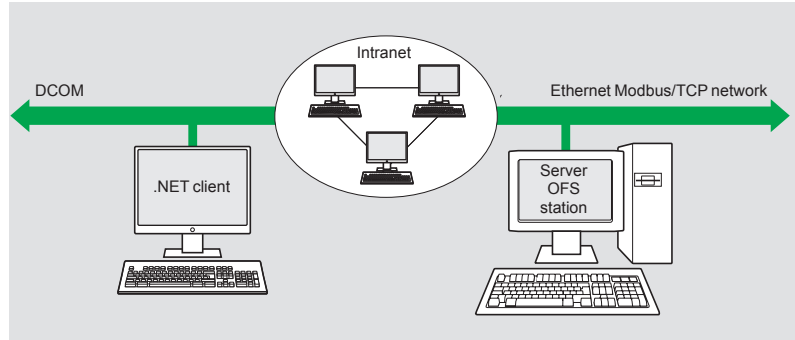 Intranet
DCOM
Ethernet Modbus/TCP network
.NET client
Server
OFS
station